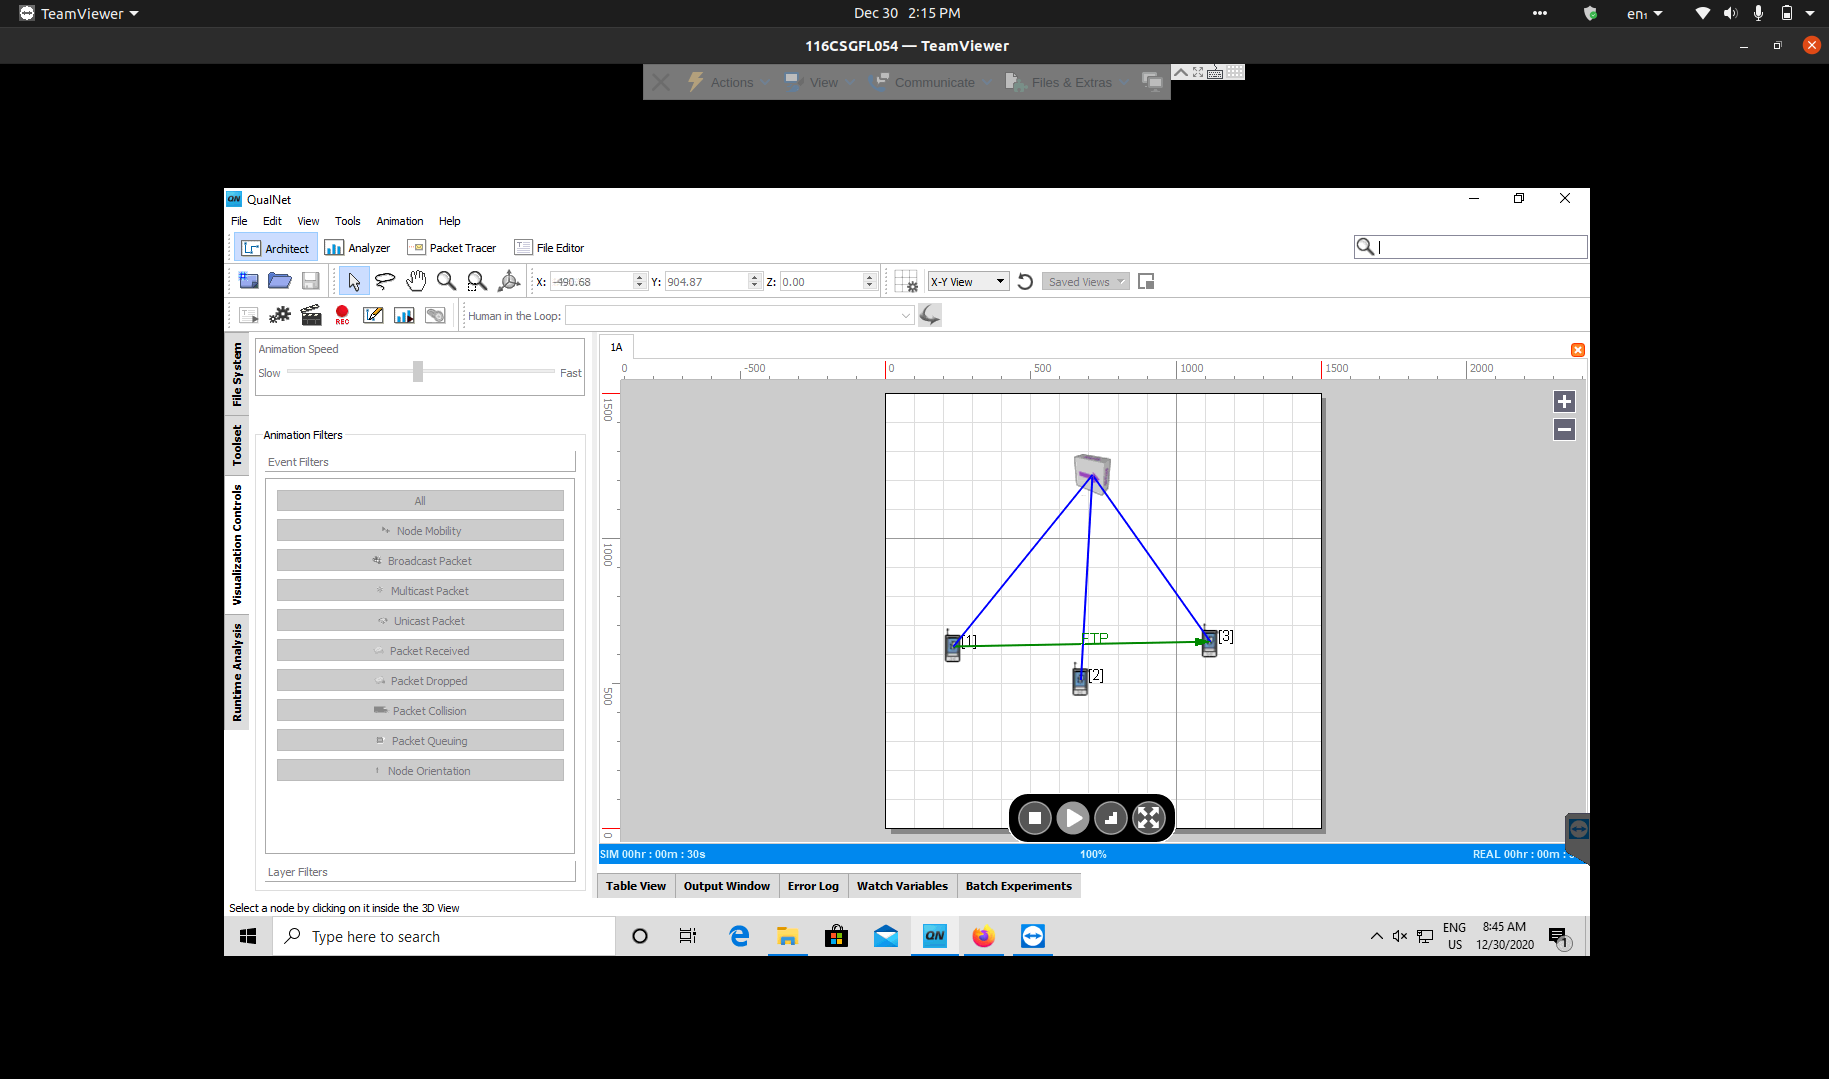 TeamViewer
Dec 30 2:15 PM
en₁
116CSGFL054 — TeamViewer
Actions
View
Communicate
Files & Extras
QN
QualNet
File Edit View Tools Animation Help
Architect
Analyzer
Packet Tracer
File Editor
X: -490.68
Y: 904.87
Z: 0.00
X-Y View
Saved Views
REC
Human in the Loop:
File System
Toolset
Visualization Controls
Runtime Analysis
Animation Speed
Slow
Fast
Animation Filters
Event Filters
All
Node Mobility
Broadcast Packet
Multicast Packet
Unicast Packet
Packet Received
Packet Dropped
Packet Collision
Packet Queuing
Node Orientation
Layer Filters
1A
0 -500 0 500 1000 1500 2000
1500
1000
500
0
[1]
FTP
[3]
[2]
SIM 00hr : 00m : 30s
100%
REAL 00hr : 00m :
Table View
Output Window
Error Log
Watch Variables
Batch Experiments
Select a node by clicking on it inside the 3D View
Type here to search
QN
ENG
US
8:45 AM
12/30/2020
1